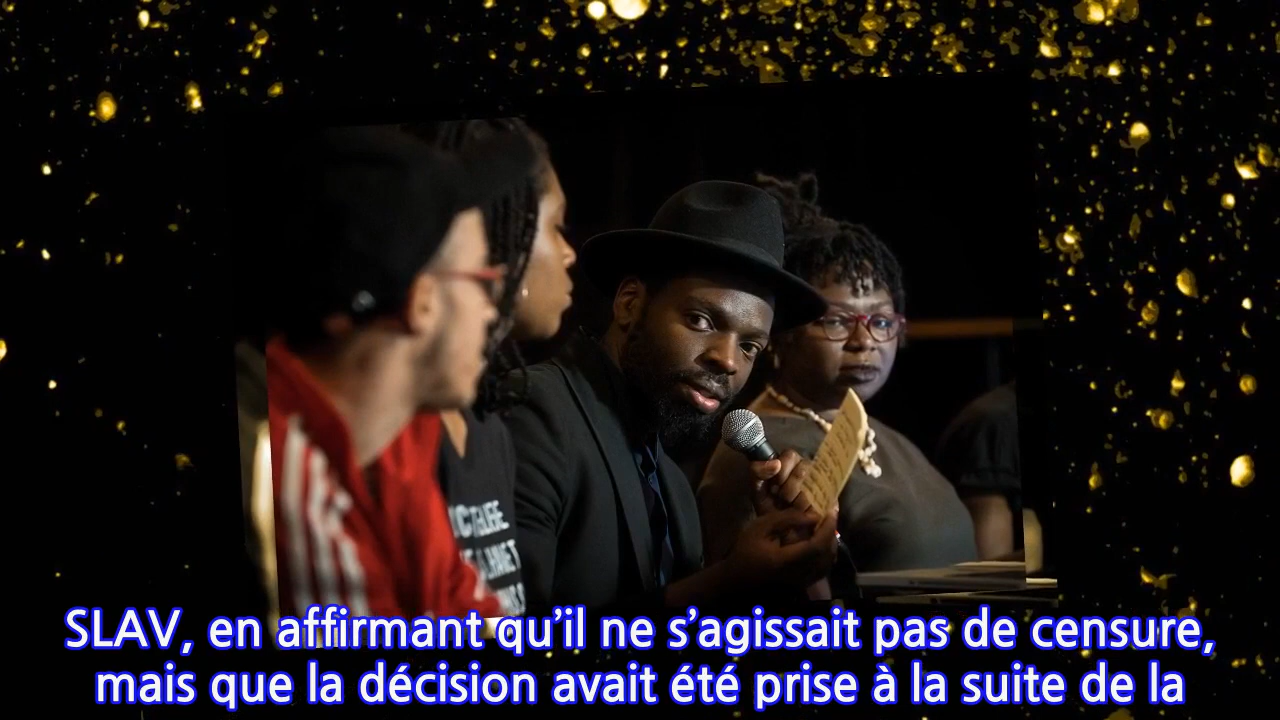 SLAV, en affirmant qu’il ne s’agissait pas de censure,
mais que la décision avait été prise à la suite de la